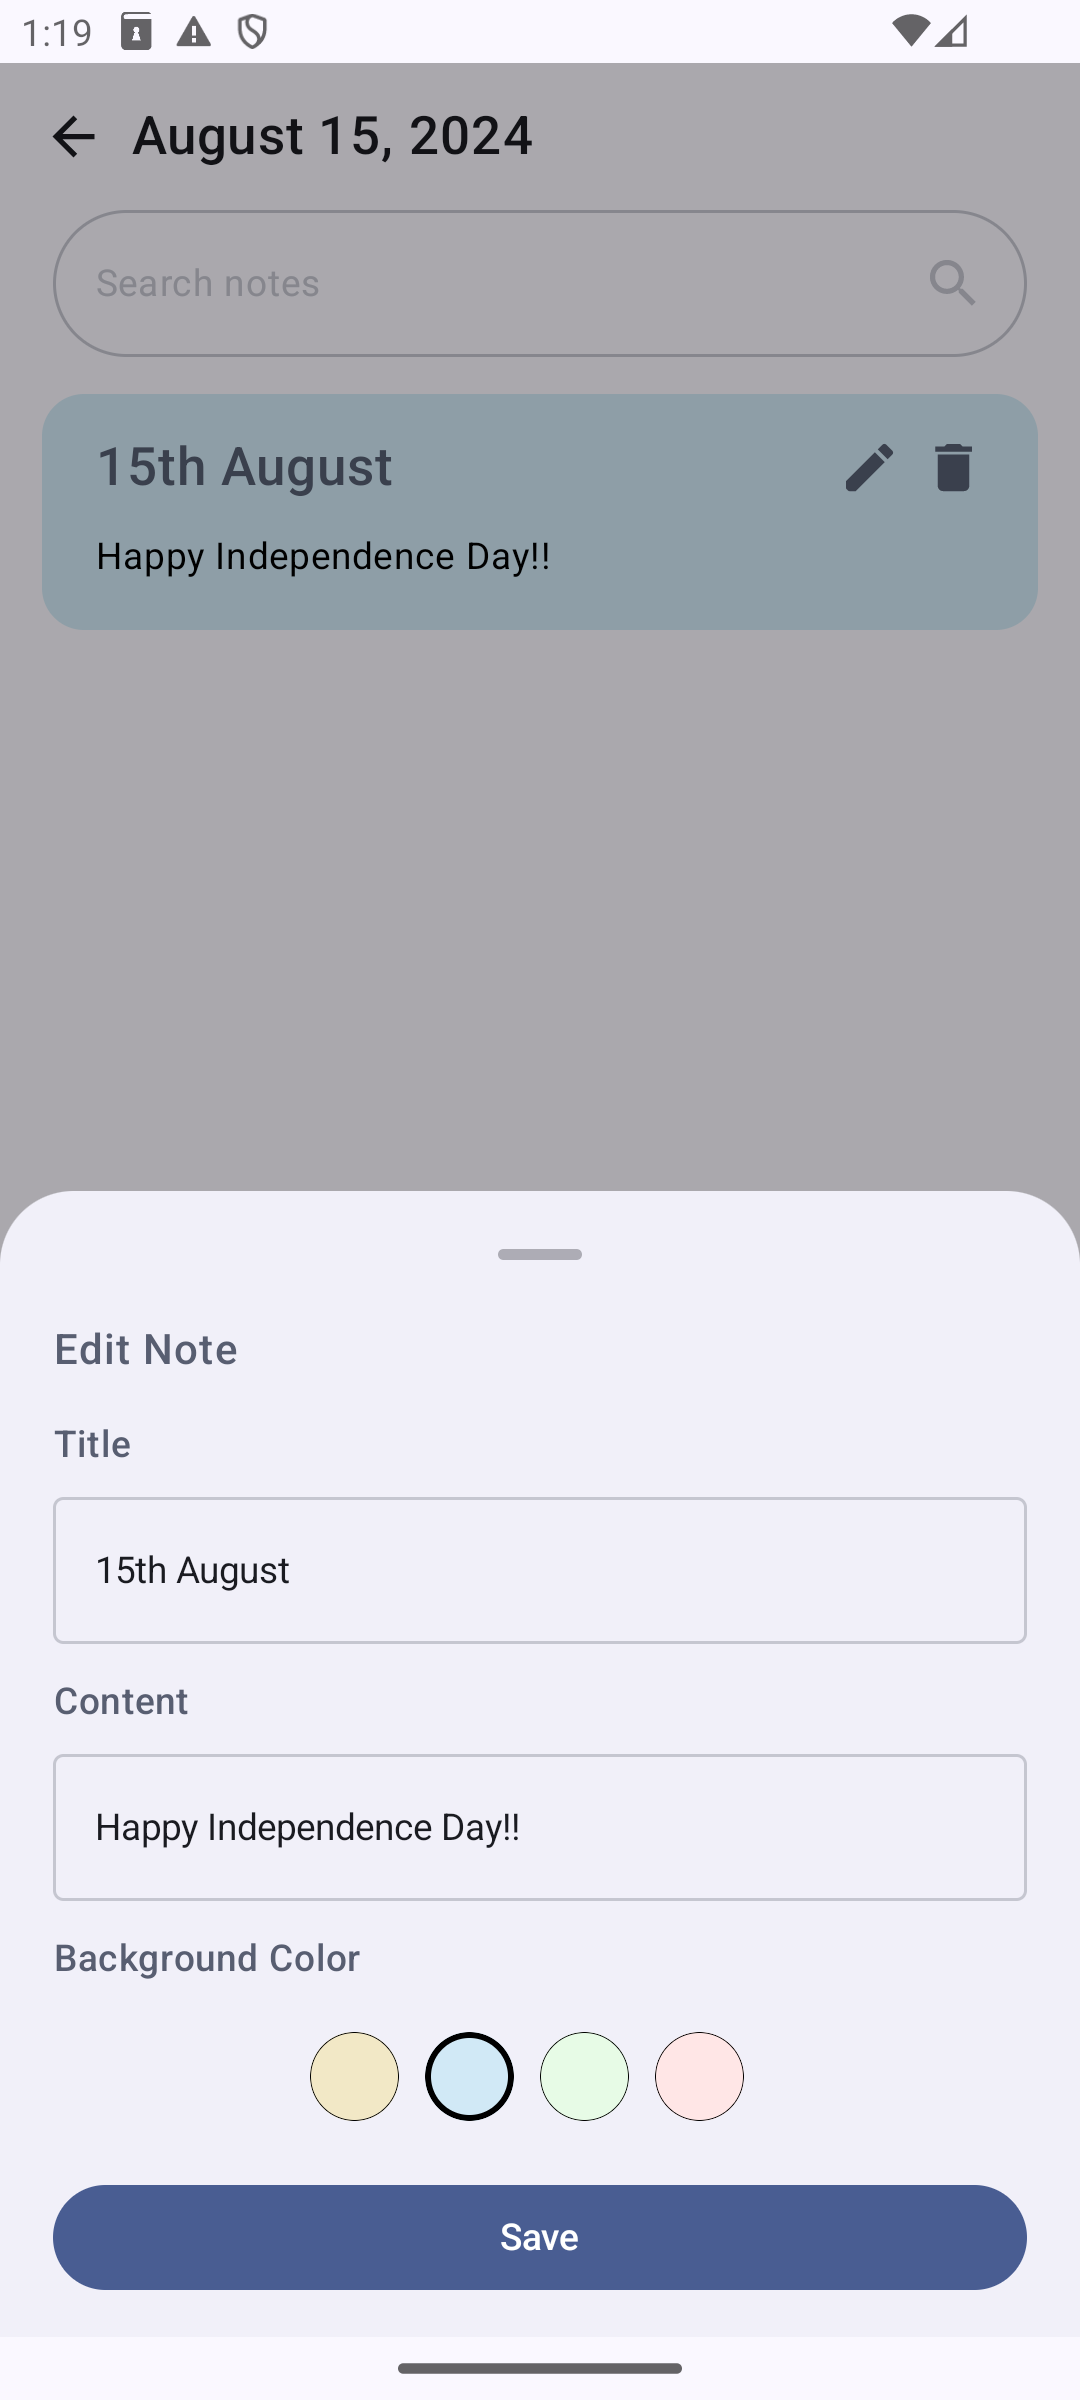 1:19
August 15, 2024
Search notes
15th August
Happy Independence Day!!
Edit Note
Title
15th August
Content
Happy Independence Day!!
Background Color
Save